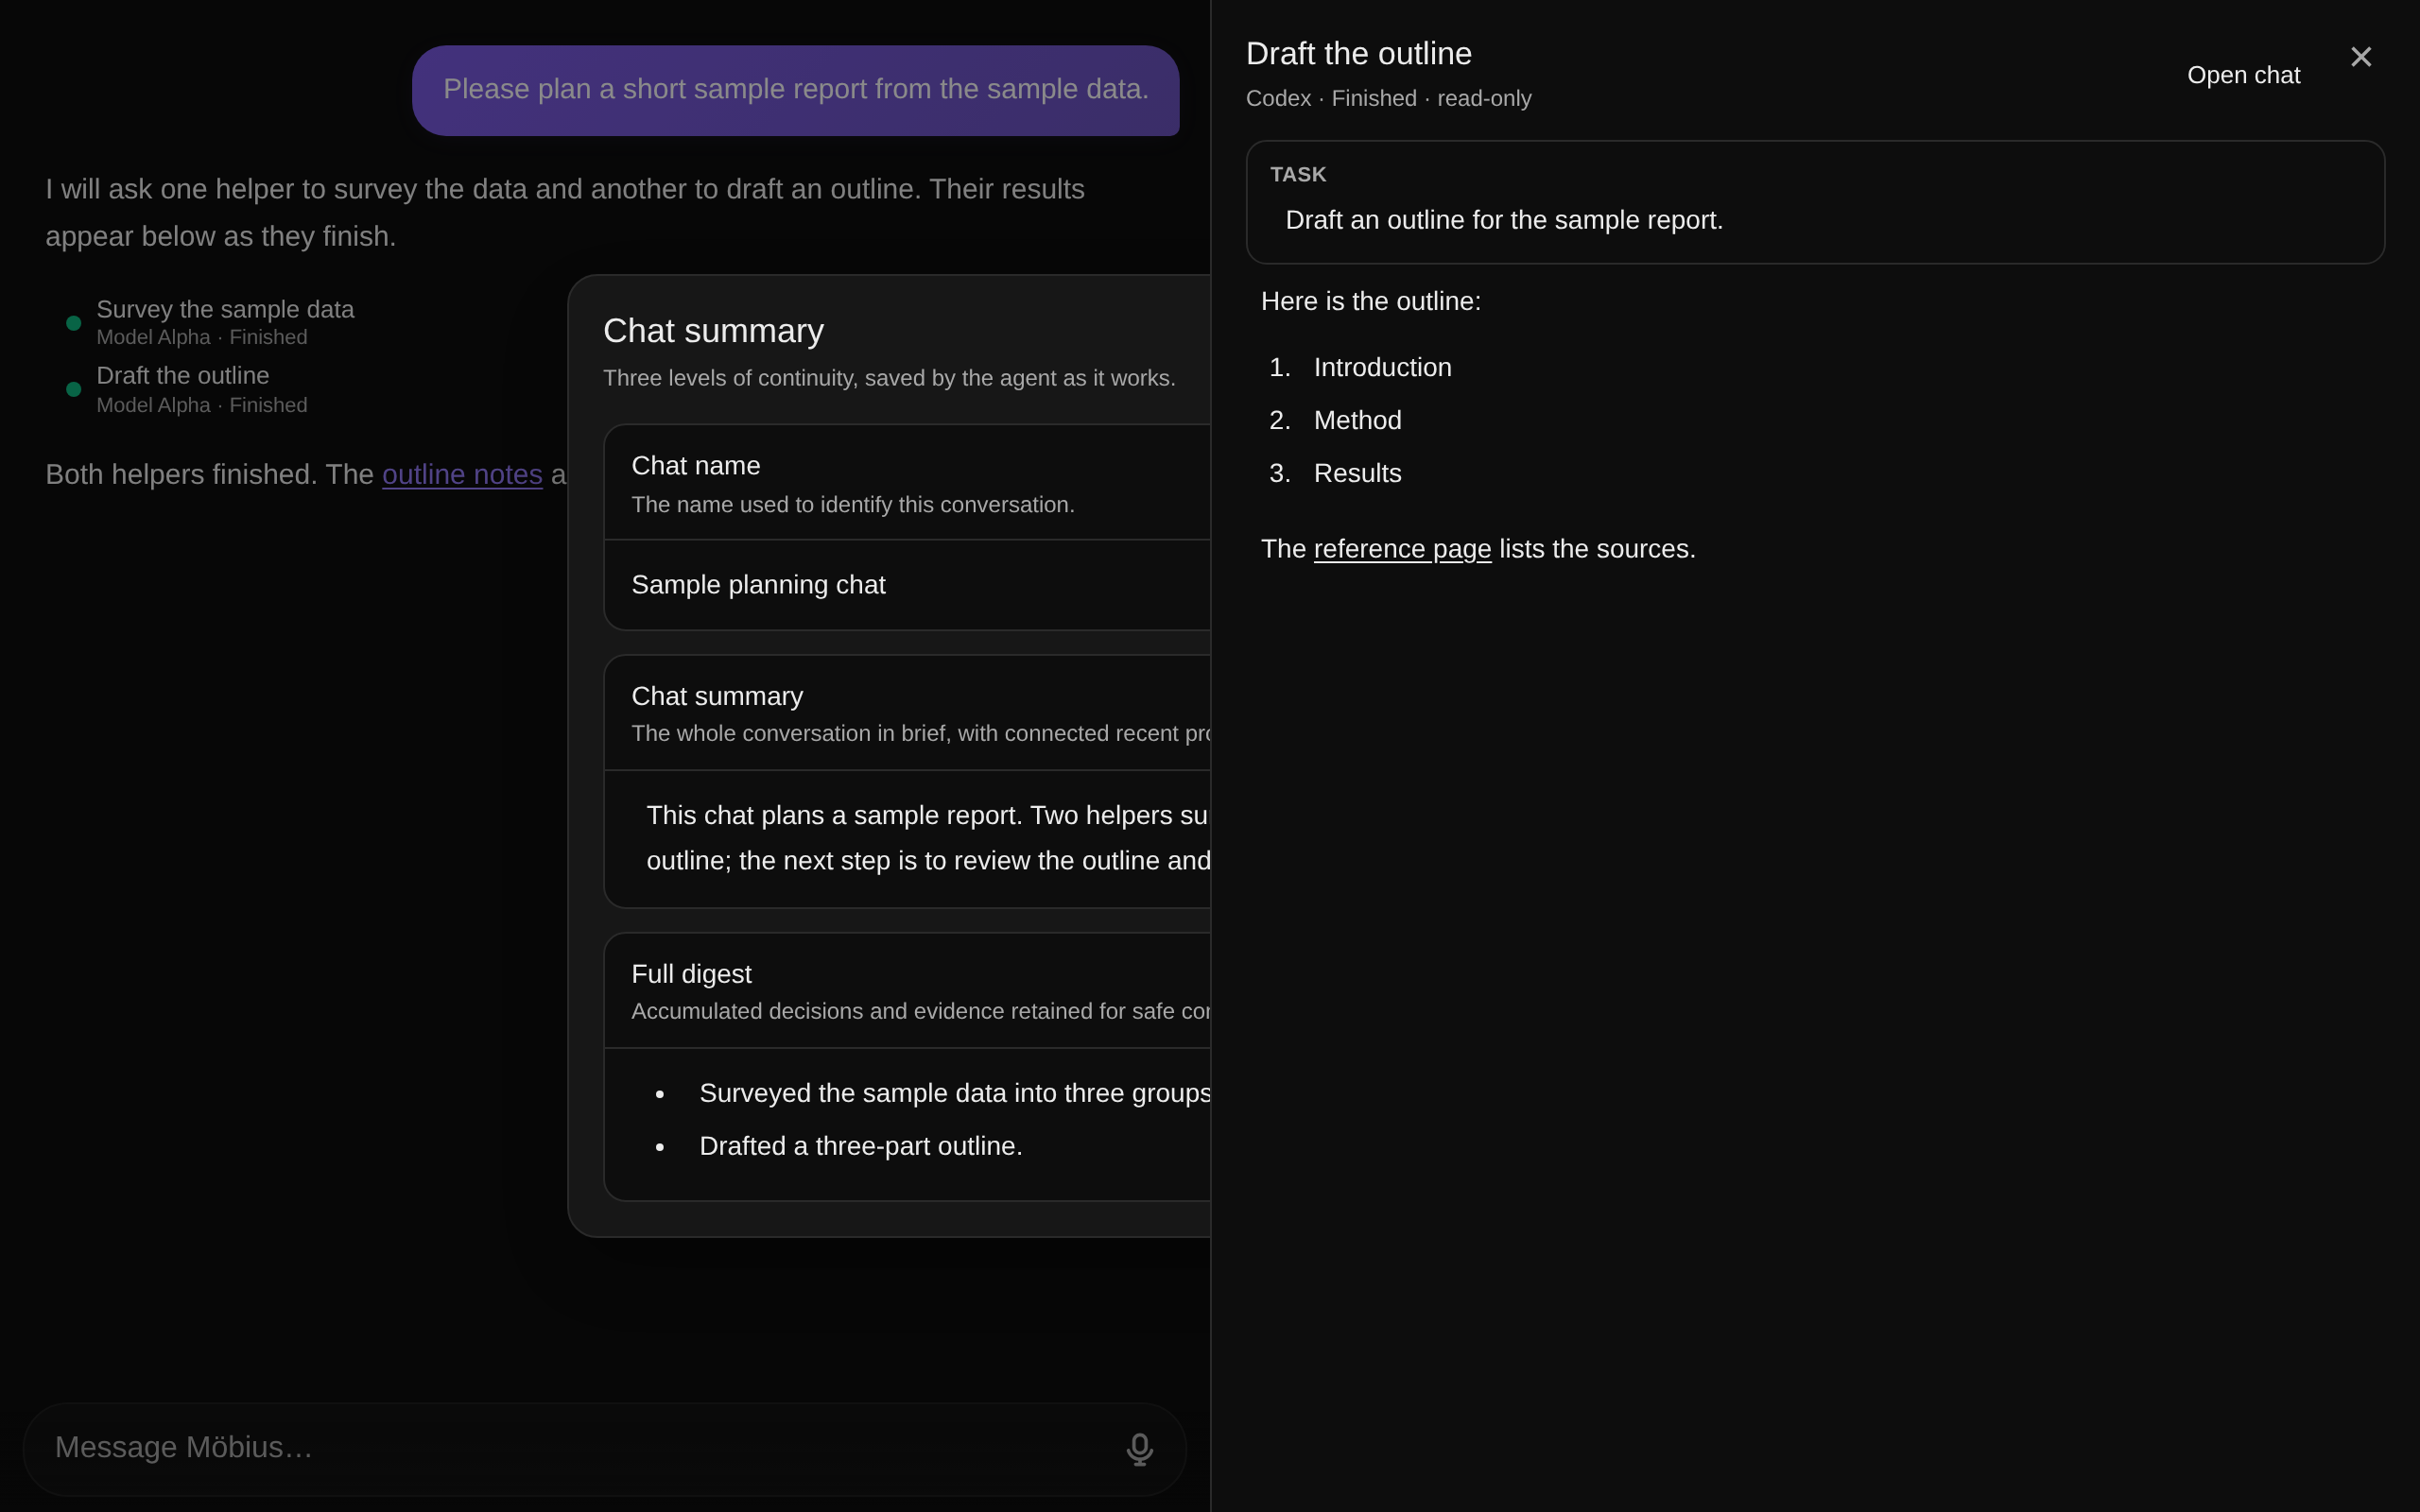 Please plan a short sample report from the sample data.
I will ask one helper to survey the data and another to draft an outline. Their results
appear below as they finish.
Survey the sample data
Model Alpha · Finished
Draft the outline
Model Alpha · Finished
Both helpers finished. The outline notes a
Chat summary
Three levels of continuity, saved by the agent as it works.
Chat name
The name used to identify this conversation.
Sample planning chat
Chat summary
The whole conversation in brief, with connected recent
This chat plans a sample report. Two helpers
outline; the next step is to review the outline and
Full digest
Accumulated decisions and evidence retained for safe
• Surveyed the sample data into three groups
• Drafted a three-part outline.
Message Möbius…
Draft the outline
Codex · Finished · read-only
Open chat
TASK
Draft an outline for the sample report.
Here is the outline:
1. Introduction
2. Method
3. Results
The reference page lists the sources.